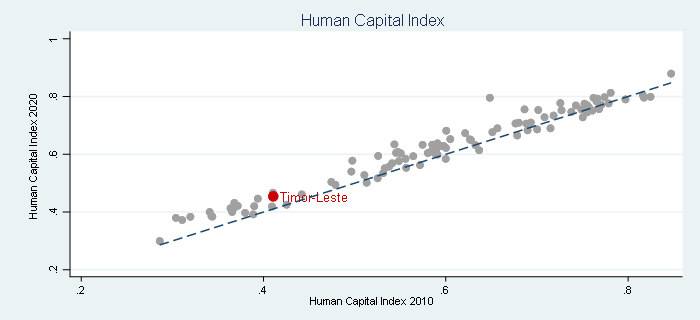 Human Capital Index
Human Capital Index 2020
1
.8
.6
.4
.2
Timor-Leste
.2
.4
.6
.8
Human Capital Index 2010